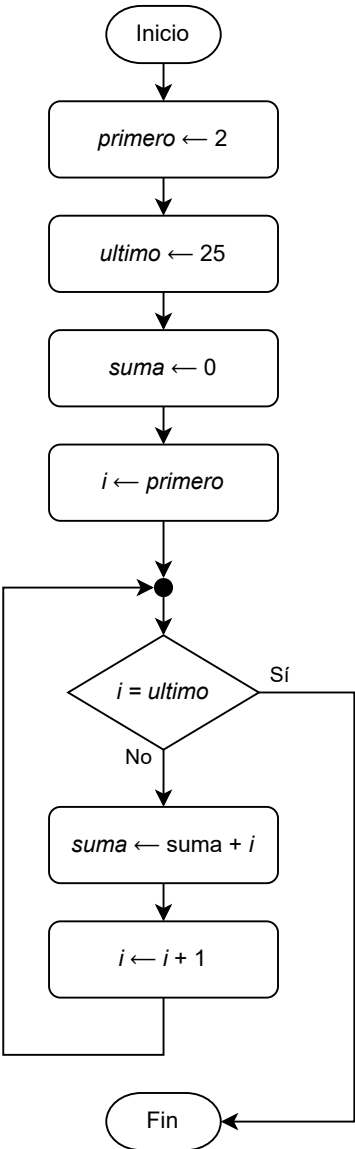 Inicio
primero ← 2
ultimo ← 25
suma ← 0
i ← primero
i = ultimo
Sí
No
suma ← suma + i
i ← i + 1
Fin